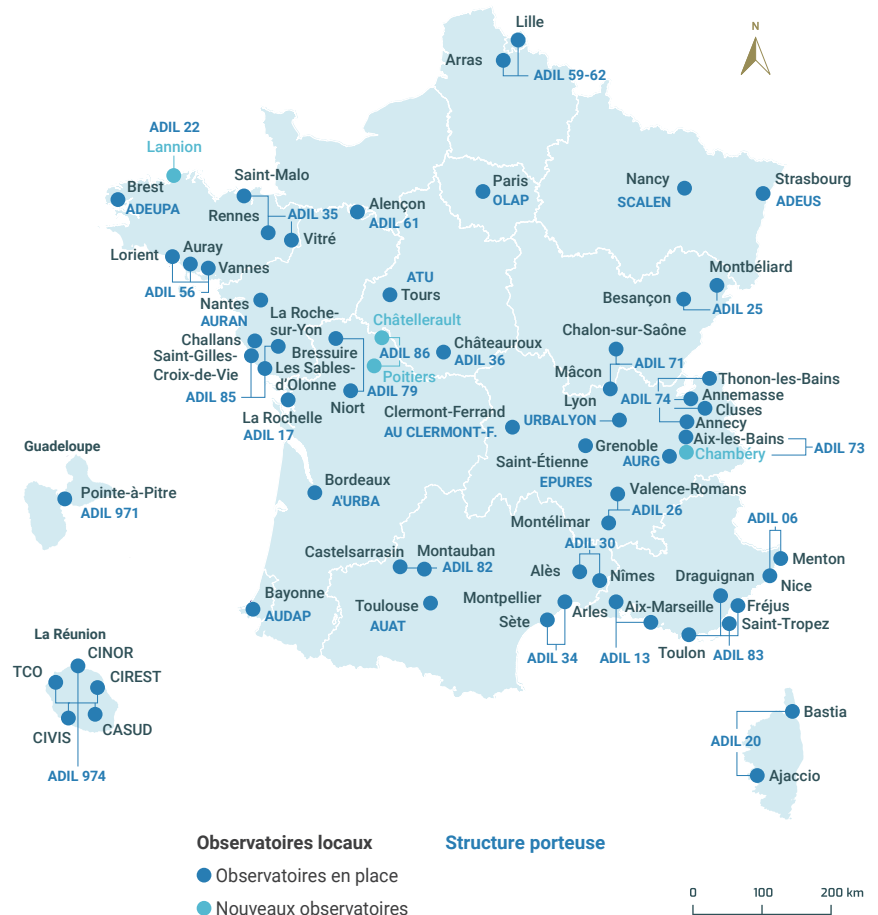 Lille
N
Arras
ADIL 59-62
ADIL 22
Lannion
Saint-Malo
Brest
ADEUPA
Rennes
ADIL 35
Vitré
Alençon
ADIL 61
Paris
OLAP
Nancy
SCALEN
Strasbourg
ADEUS
Lorient
Auray
Vannes
ADIL 56
Montbéliard
Besançon
ADIL 25
ATU
Tours
Nantes
AURAN
La Roche-
sur-Yon
Challans
Saint-Gilles-
Croix-de-Vie
Les Sables-
d'Olonne
ADIL 85
Châtellerault
Bressuire
ADIL 86
Poitiers
Châteauroux
ADIL 36
Niort
ADIL 79
La Rochelle
ADIL 17
Chalon-sur-Saône
ADIL 71
Mâcon
Thonon-les-Bains
Annemasse
ADIL 74
Cluses
Annecy
Lyon
URBALYON
Aix-les-Bains
Chambéry
ADIL 73
Clermont-Ferrand
AU CLERMONT-F.
Grenoble
AURG
Saint-Étienne
EPURES
Guadeloupe
Pointe-à-Pitre
ADIL 971
Bordeaux
A'URBA
Valence-Romans
ADIL 26
Montélimar
ADIL 30
Alès
Nîmes
ADIL 06
Menton
Nice
Castelsarrasin
Montauban
ADIL 82
Bayonne
AUDAP
Toulouse
AUAT
Montpellier
Sète
ADIL 34
Arles
Aix-Marseille
ADIL 13
Draguignan
Fréjus
Saint-Tropez
Toulon
ADIL 83
La Réunion
CINOR
TCO
CIREST
CIVIS
CASUD
ADIL 974
Bastia
ADIL 20
Ajaccio
Observatoires locaux
Structure porteuse
Observatoires en place
Nouveaux observatoires
0 100 200 km